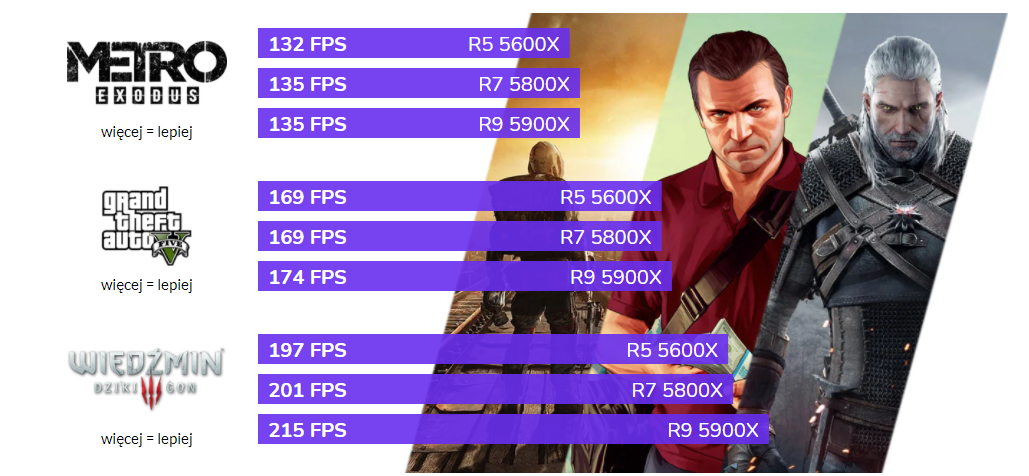 METRO
EXODUS
więcej = lepiej
132 FPS R5 5600X
135 FPS R7 5800X
135 FPS R9 5900X
grand
theft
auto V
FIVE
więcej = lepiej
169 FPS R5 5600X
169 FPS R7 5800X
174 FPS R9 5900X
WIEDŹMIN
DZIKI GON
więcej = lepiej
197 FPS R5 5600X
201 FPS R7 5800X
215 FPS R9 5900X